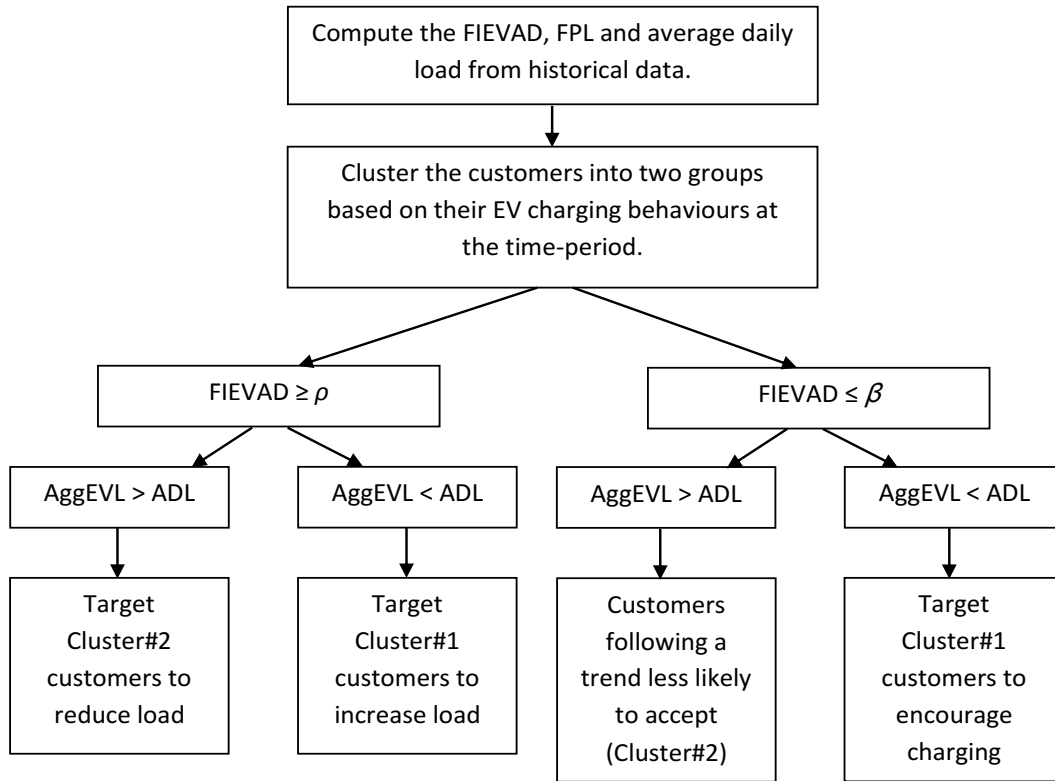 Compute the FIEVAD, FPL and average daily
load from historical data.
Cluster the customers into two groups
based on their EV charging behaviours at
the time-period.
FIEVAD ≥ ρ
FIEVAD ≤ β
AggEVL > ADL
AggEVL < ADL
AggEVL > ADL
AggEVL < ADL
Target
Cluster#2
customers to
reduce load
Target
Cluster#1
customers to
increase load
Customers
following a
trend less likely
to accept
(Cluster#2)
Target
Cluster#1
customers to
encourage
charging